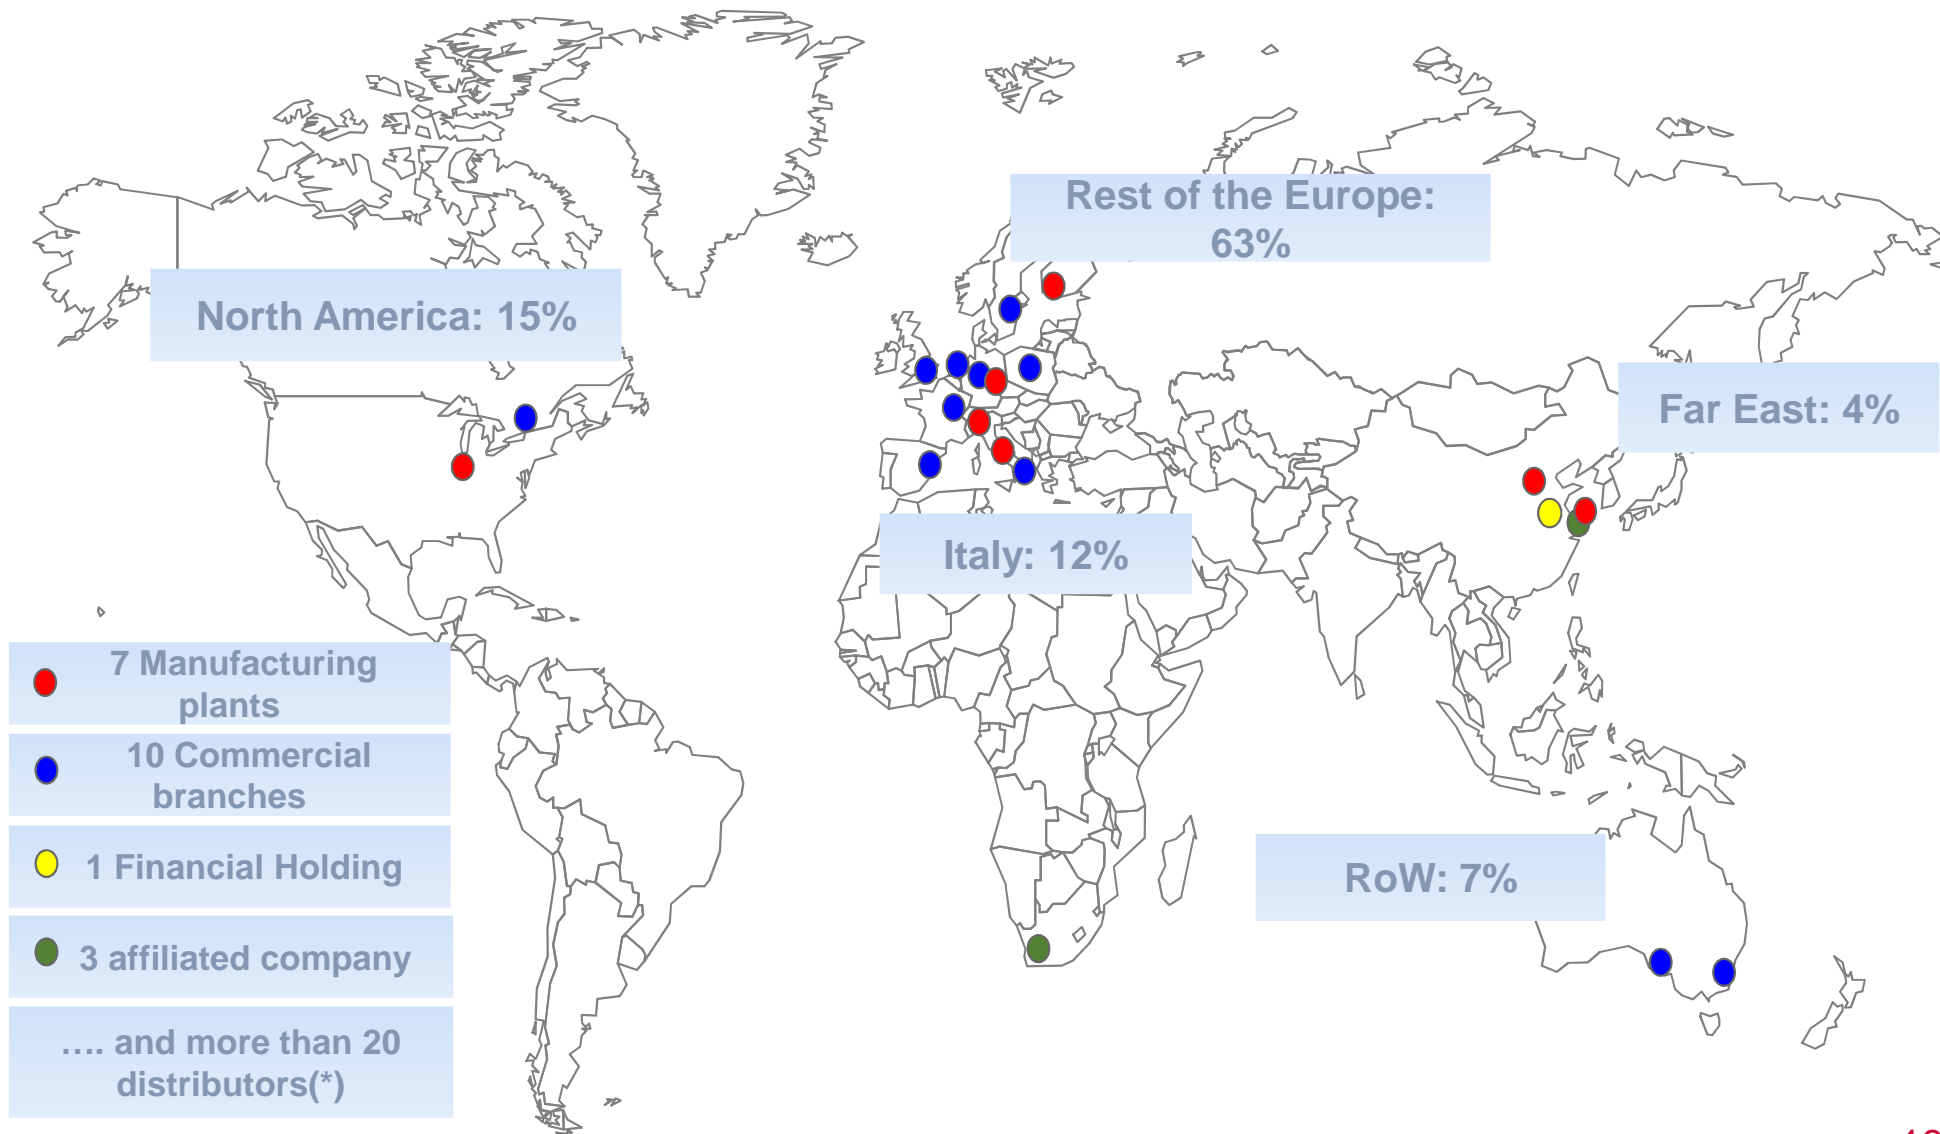 Rest of the Europe:
63%
North America: 15%
Far East: 4%
Italy: 12%
7 Manufacturing
plants
10 Commercial
branches
1 Financial Holding
RoW: 7%
3 affiliated company
…. and more than 20
distributors(*)